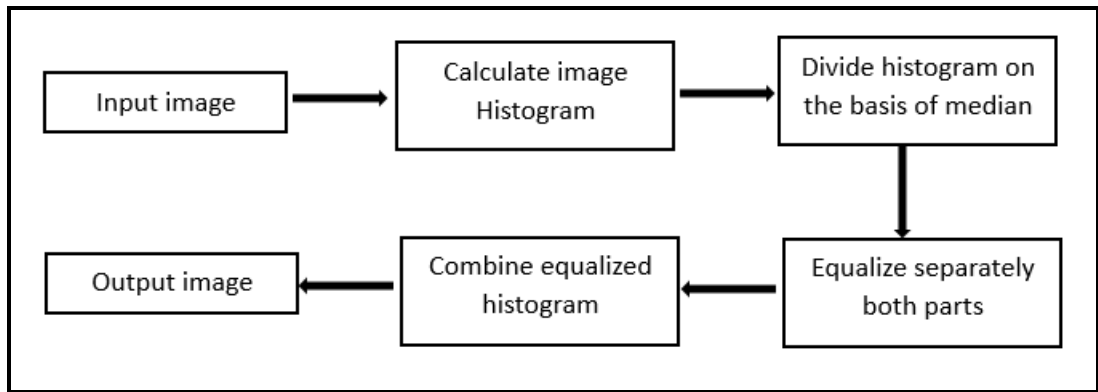 Input image
Calculate image
Histogram
Divide histogram on
the basis of median
Equalize separately
both parts
Combine equalized
histogram
Output image